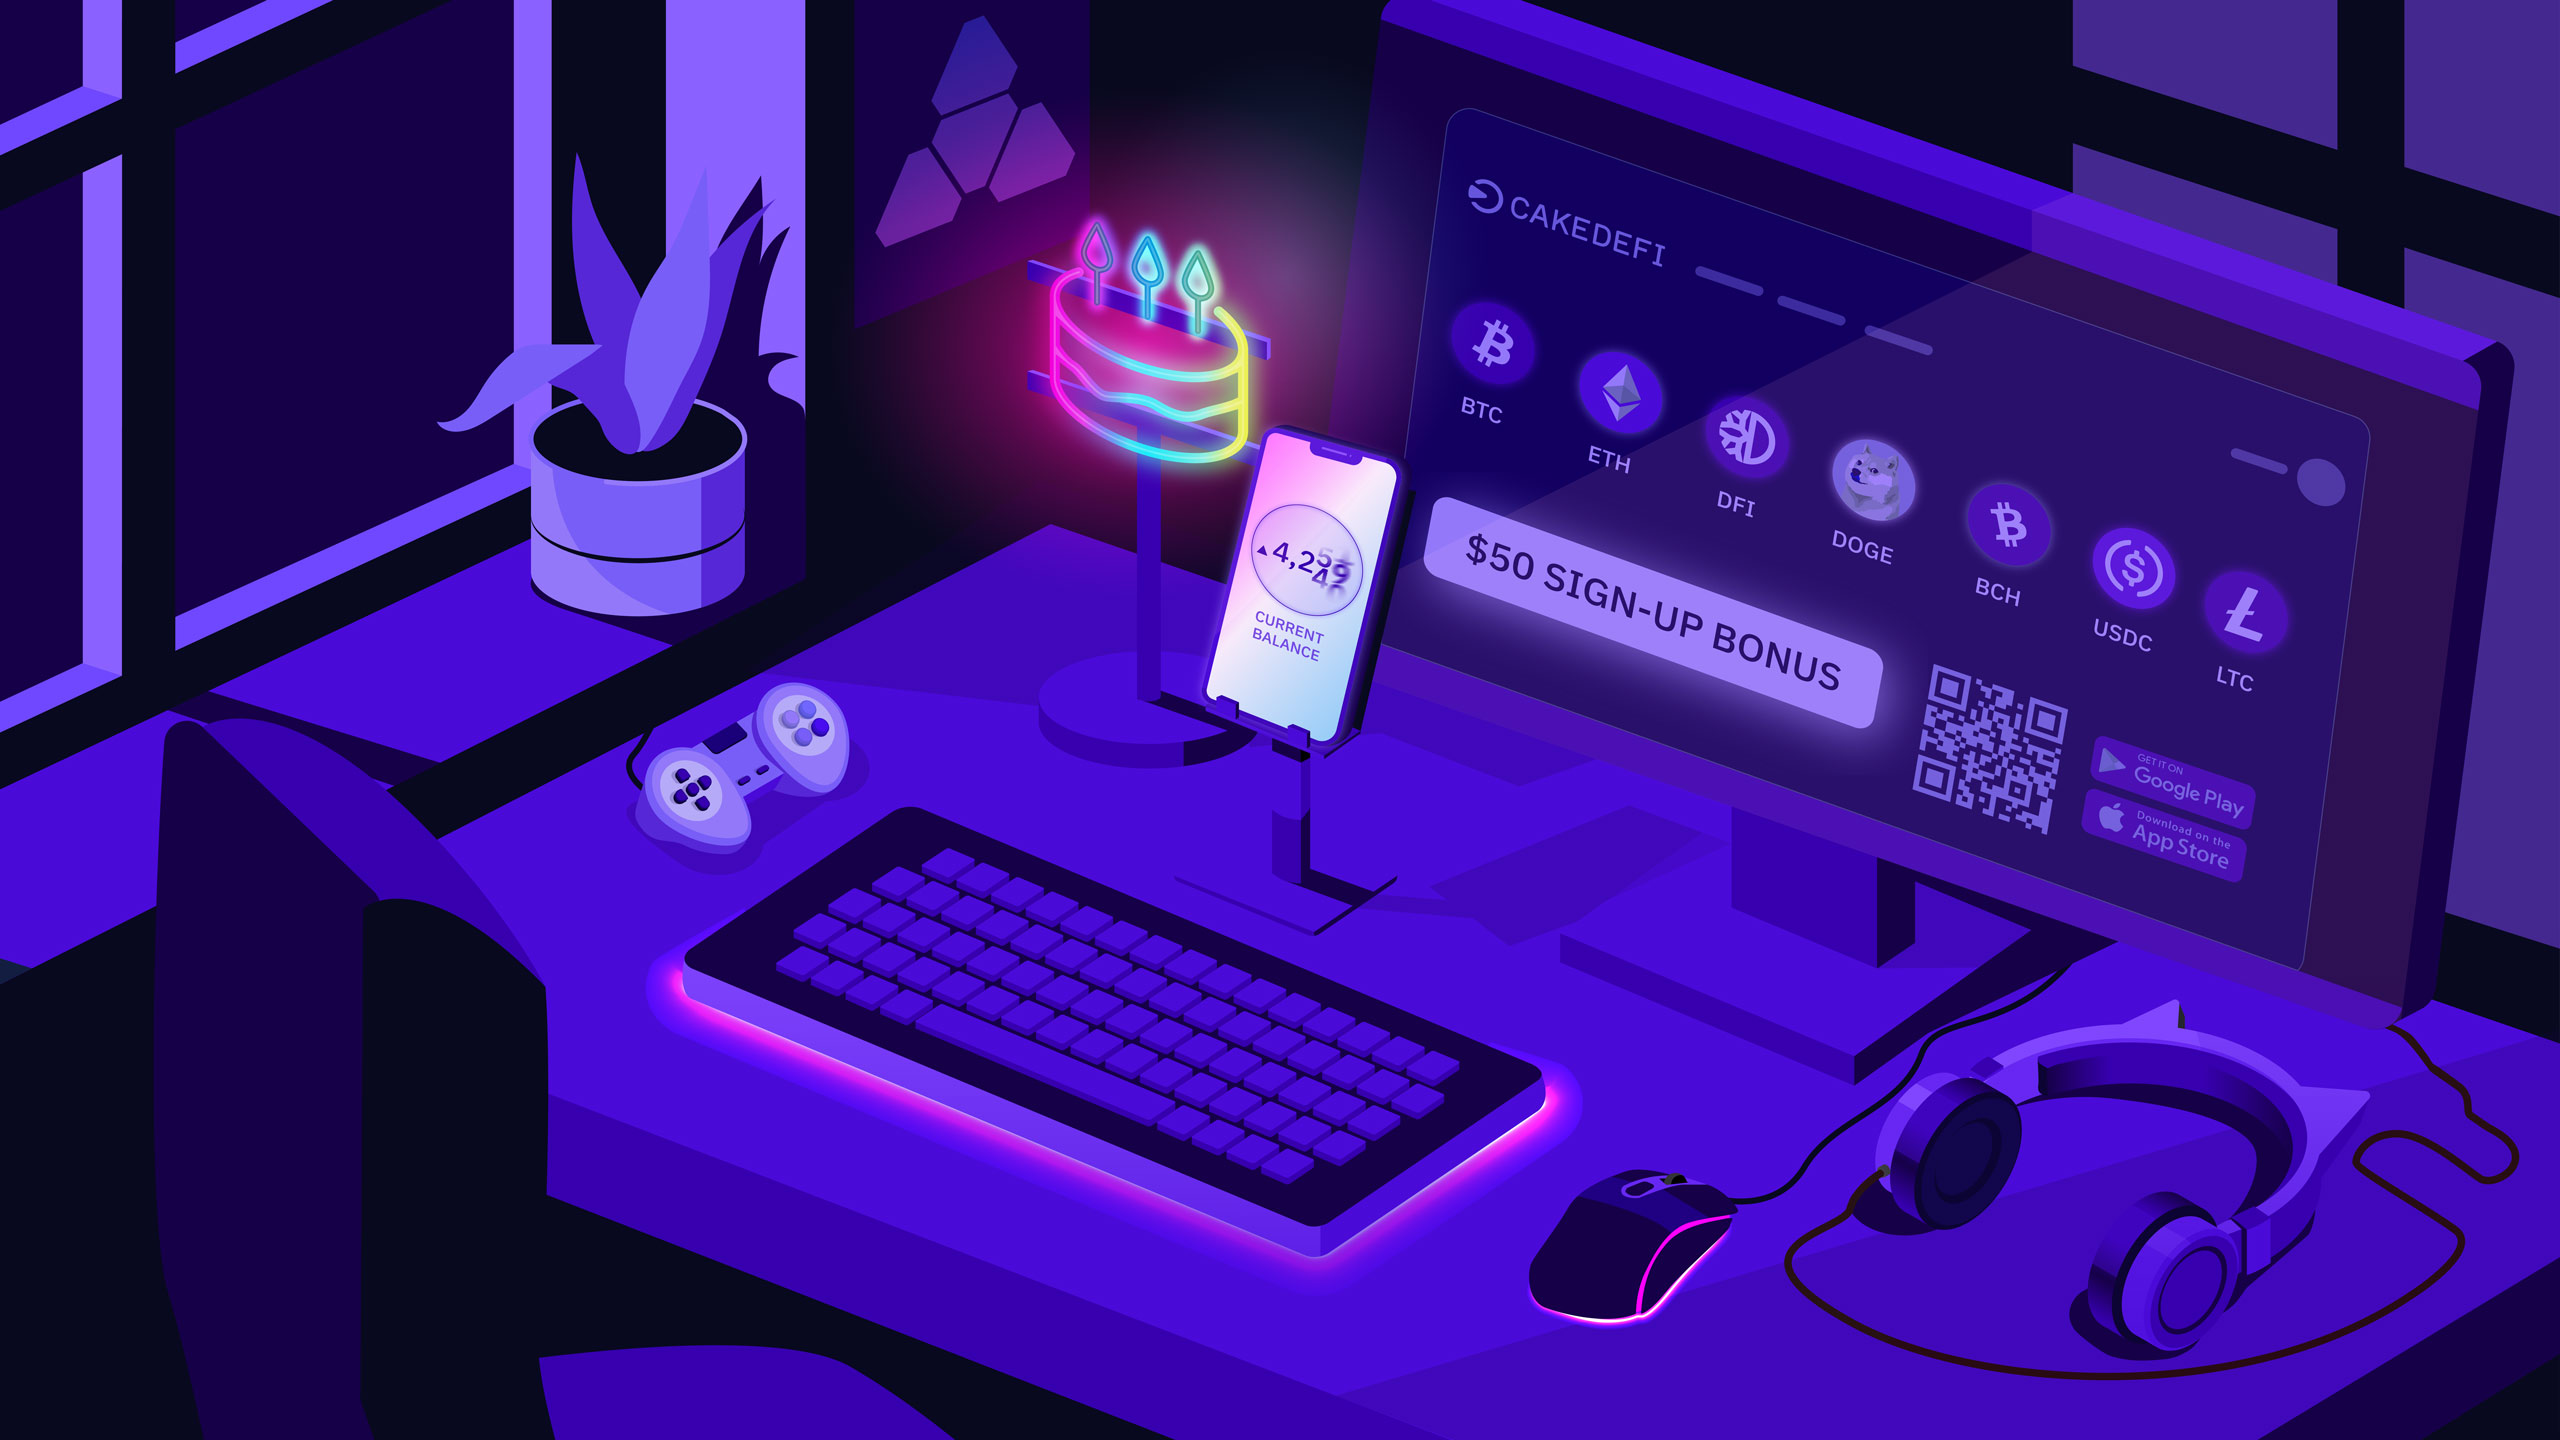 CAKEDEFI
BTC
ETH
DFI
DOGE
BCH
USDC
LTC
$50 SIGN-UP BONUS
GET IT ON
Google Play
Download on the
App Store
CURRENT
BALANCE